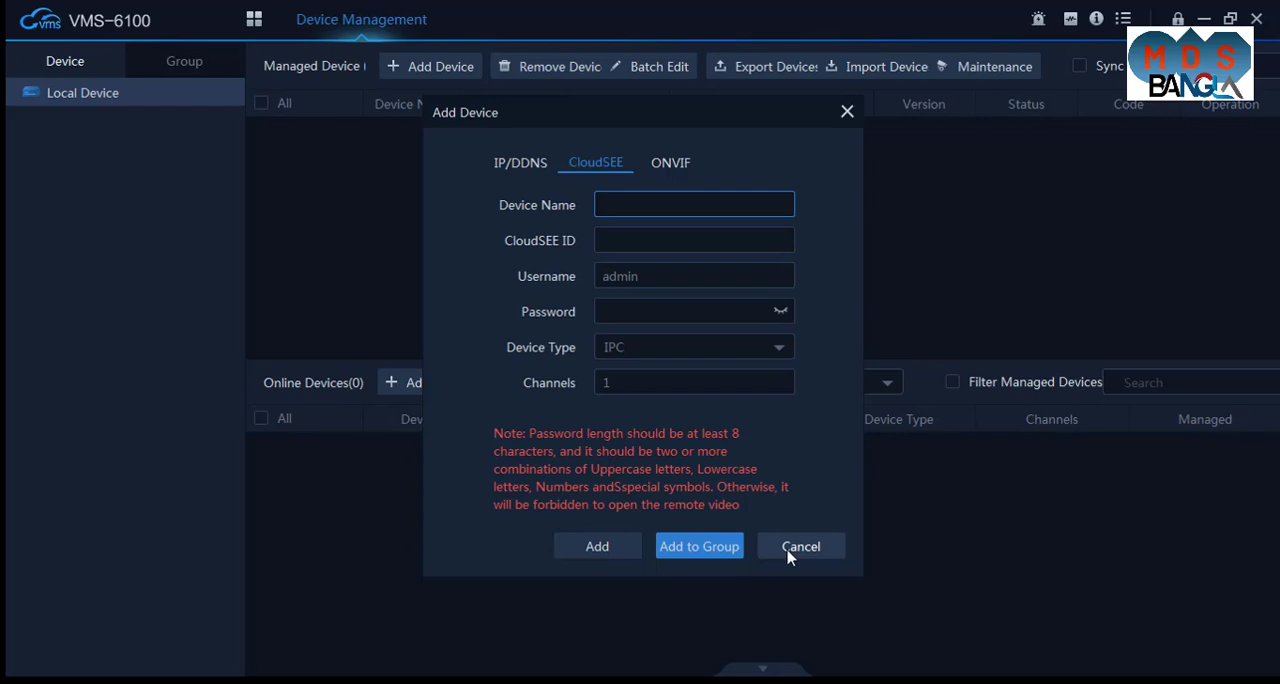 vms VMS-6100 Device Management
MDS
BANGLA
Device Group
Local Device
Managed Device ( + Add Device Remove Devic Batch Edit Export Devices Import Device Maintenance Sync
All Device N Version Status Code Operation
Add Device
IP/DDNS CloudSEE ONVIF
Device Name
CloudSEE ID
Username admin
Password
Device Type IPC
Channels 1
Note: Password length should be at least 8
characters, and it should be two or more
combinations of Uppercase letters, Lowercase
letters, Numbers andSspecial symbols. Otherwise, it
will be forbidden to open the remote video
Add Add to Group Cancel
Online Devices(0) + Ad Filter Managed Devices Search
All Dev Device Type Channels Managed